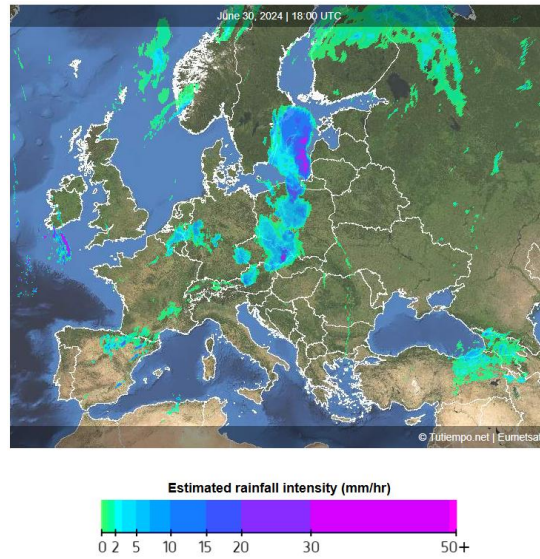 June 30, 2024 | 18:00 UTC
© Tutiempo.net | Eumetsat
Estimated rainfall intensity (mm/hr)
0 2 5 10 15 20 30 50+